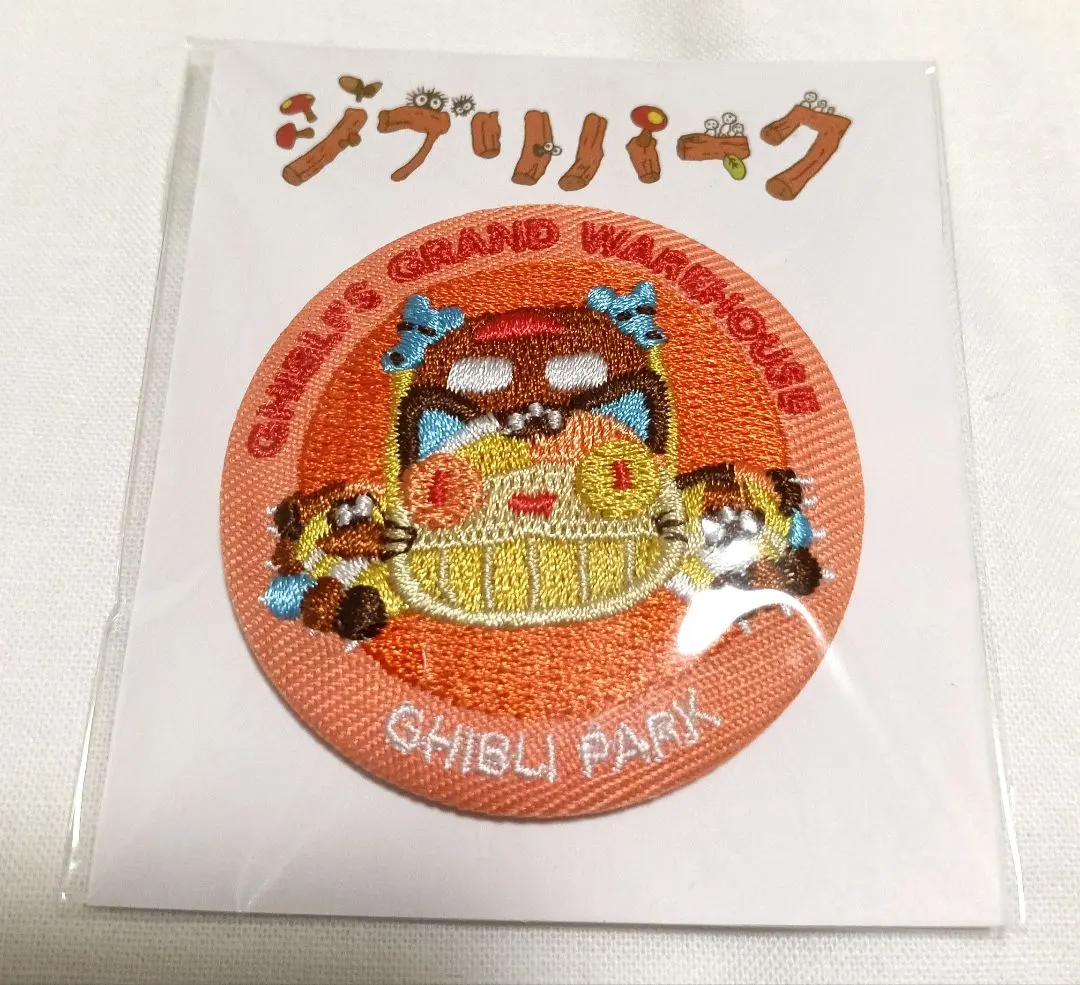 ジブリパーク
GHIBLI'S GRAND WAREHOUSE
GHIBLI PARK